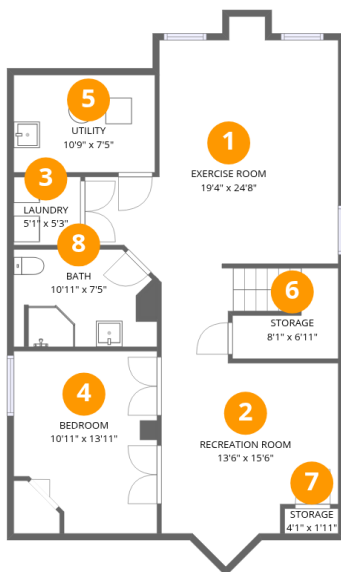 5
UTILITY
10'9" x 7'5"
1
EXERCISE ROOM
19'4" x 24'8"
3
LAUNDRY
5'1" x 5'3"
8
BATH
10'11" x 7'5"
6
STORAGE
8'1" x 6'11"
4
BEDROOM
10'11" x 13'11"
2
RECREATION ROOM
13'6" x 15'6"
7
STORAGE
4'1" x 1'11"